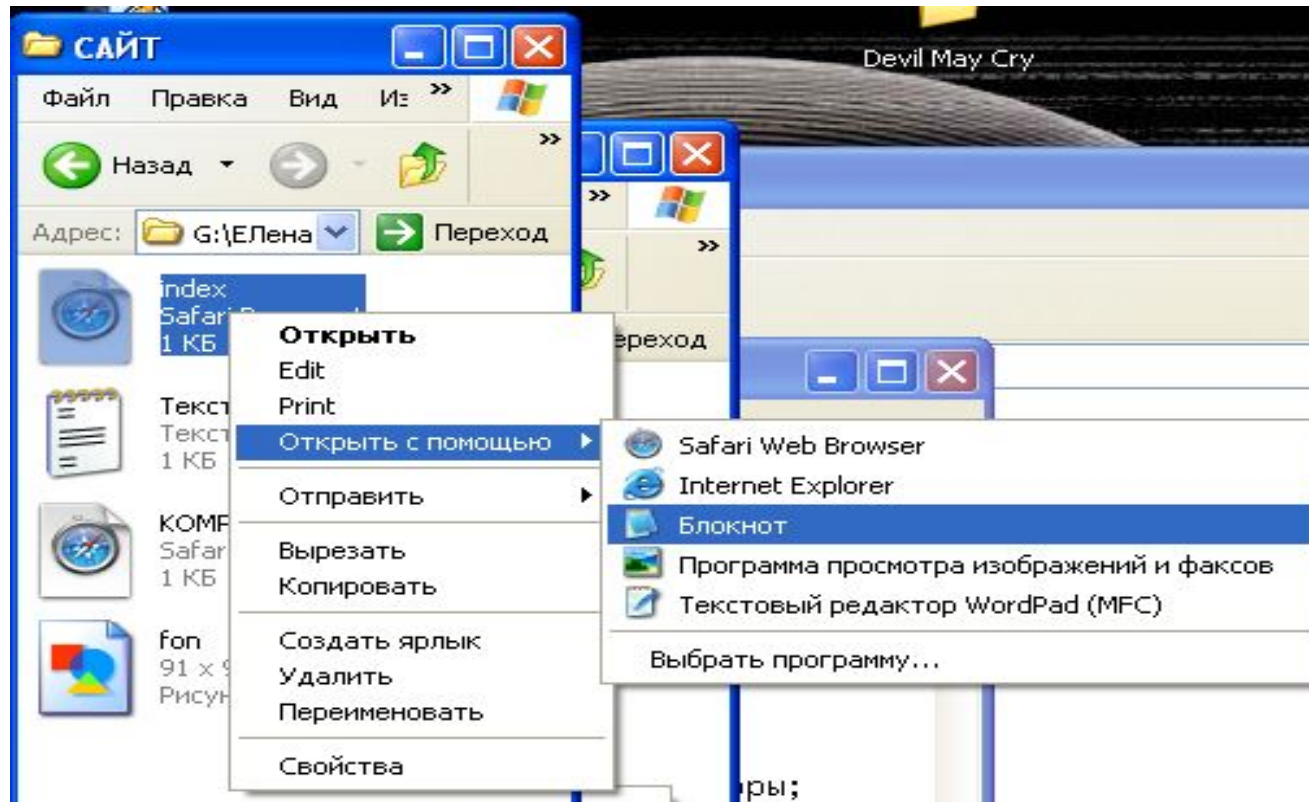 САЙТ
Devil May Cry
Файл Правка Вид
Назад
Адрес: G:\ЕЛена Переход
index
Safari
1 КБ
1 КБ
1 КБ
fon
Открыть
Edit
Print
Открыть с помощью
Отправить
Вырезать
Копировать
Создать ярлык
Удалить
Переименовать
Свойства
Safari Web Browser
Internet Explorer
Блокнот
Программа просмотра изображений и факсов
Текстовый редактор WordPad (MFC)
Выбрать программу...